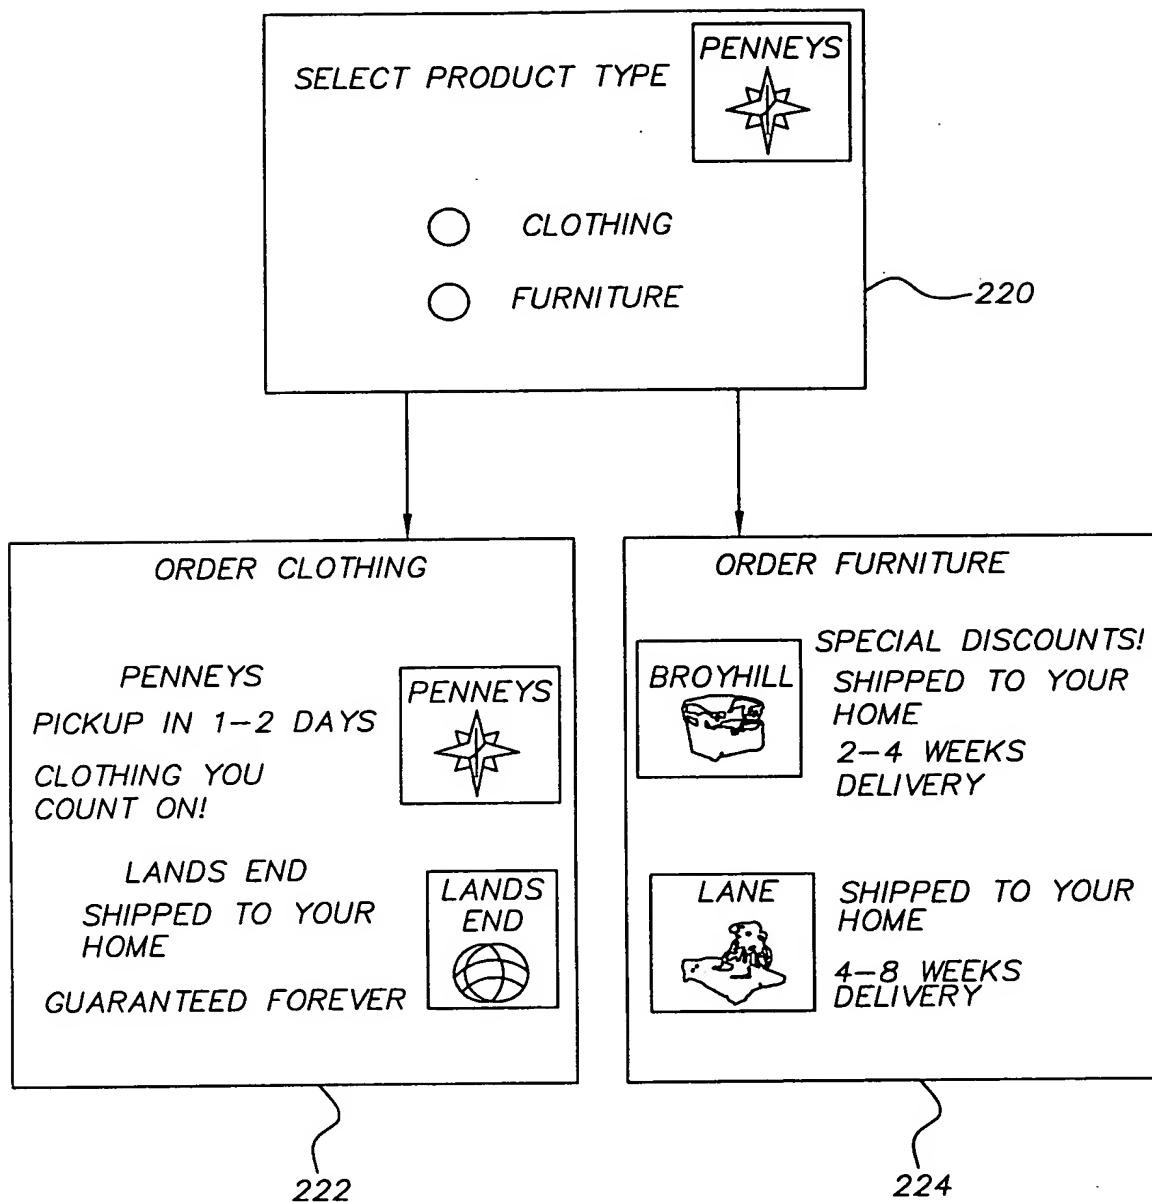 SELECT PRODUCT TYPE
PENNEYS
CLOTHING
FURNITURE
220
ORDER CLOTHING
PENNEYS
PICKUP IN 1-2 DAYS
CLOTHING YOU
COUNT ON!
PENNEYS
LANDS END
SHIPPED TO YOUR
HOME
GUARANTEED FOREVER
LANDS
END
222
ORDER FURNITURE
BROYHILL
SPECIAL DISCOUNTS!
SHIPPED TO YOUR
HOME
2-4 WEEKS
DELIVERY
LANE
SHIPPED TO YOUR
HOME
4-8 WEEKS
DELIVERY
224